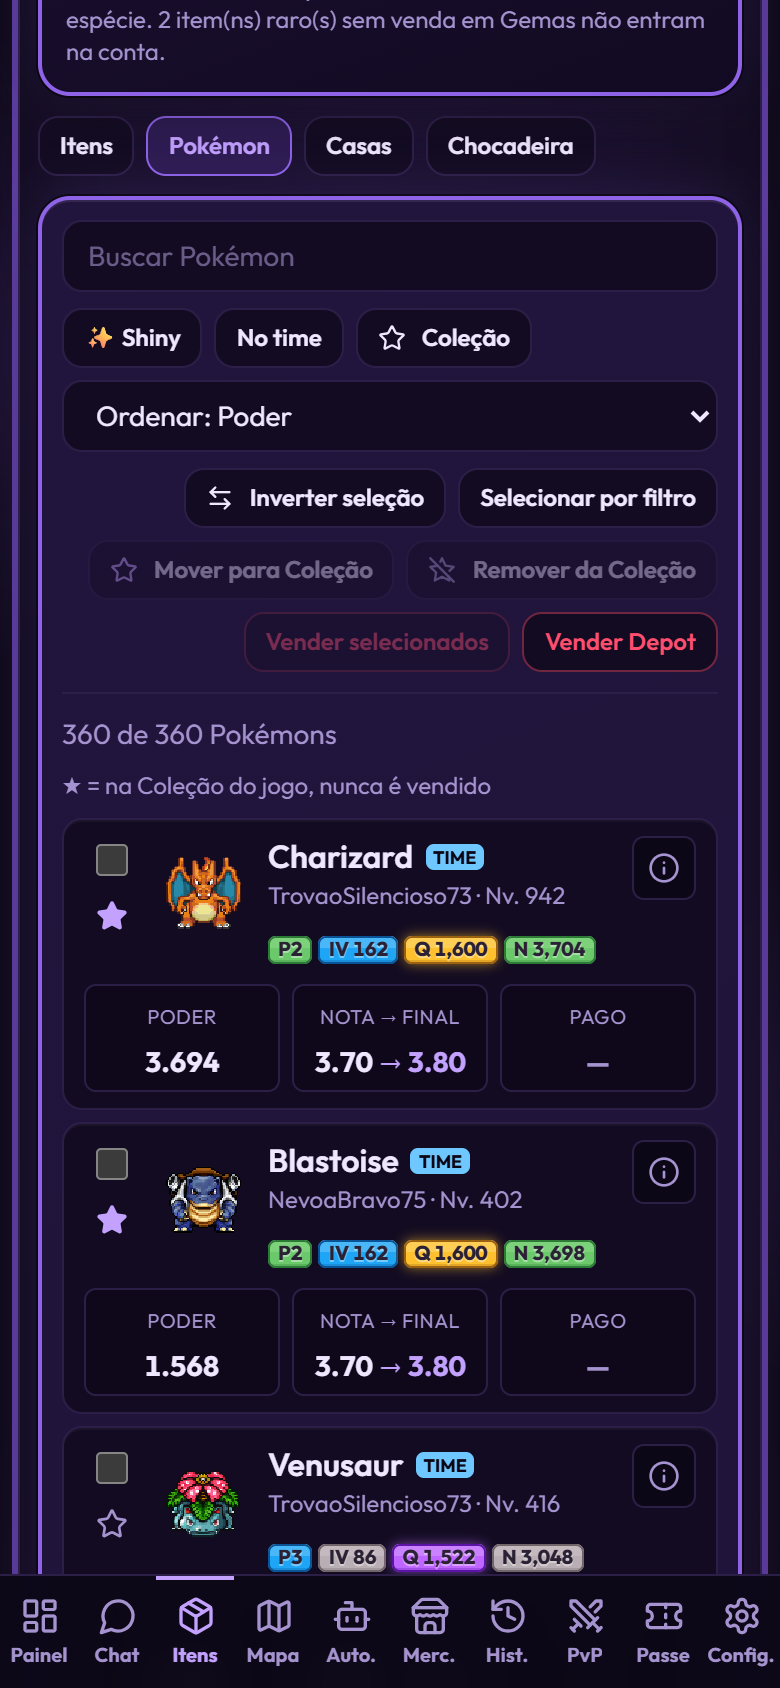 espécie. 2 item(ns) raro(s) sem venda em Gemas não entram
na conta.
Itens Pokémon Casas Chocadeira
Buscar Pokémon
✨ Shiny No time Coleção
Ordenar: Poder
Inverter seleção Selecionar por filtro
Mover para Coleção Remover da Coleção
Vender selecionados Vender Depot
360 de 360 Pokémons
★ = na Coleção do jogo, nunca é vendido
Charizard TIME
TrovaoSilencioso73 · Nv. 942
P2 IV 162 Q 1,600 N 3,704
PODER NOTA → FINAL PAGO
3.694 3.70 → 3.80 —
Blastoise TIME
NevoaBravo75 · Nv. 402
P2 IV 162 Q 1,600 N 3,698
PODER NOTA → FINAL PAGO
1.568 3.70 → 3.80 —
Venusaur TIME
TrovaoSilencioso73 · Nv. 416
P3 IV 86 Q 1,522 N 3,048
Painel Chat Itens Mapa Auto. Merc. Hist. PvP Passe Config.